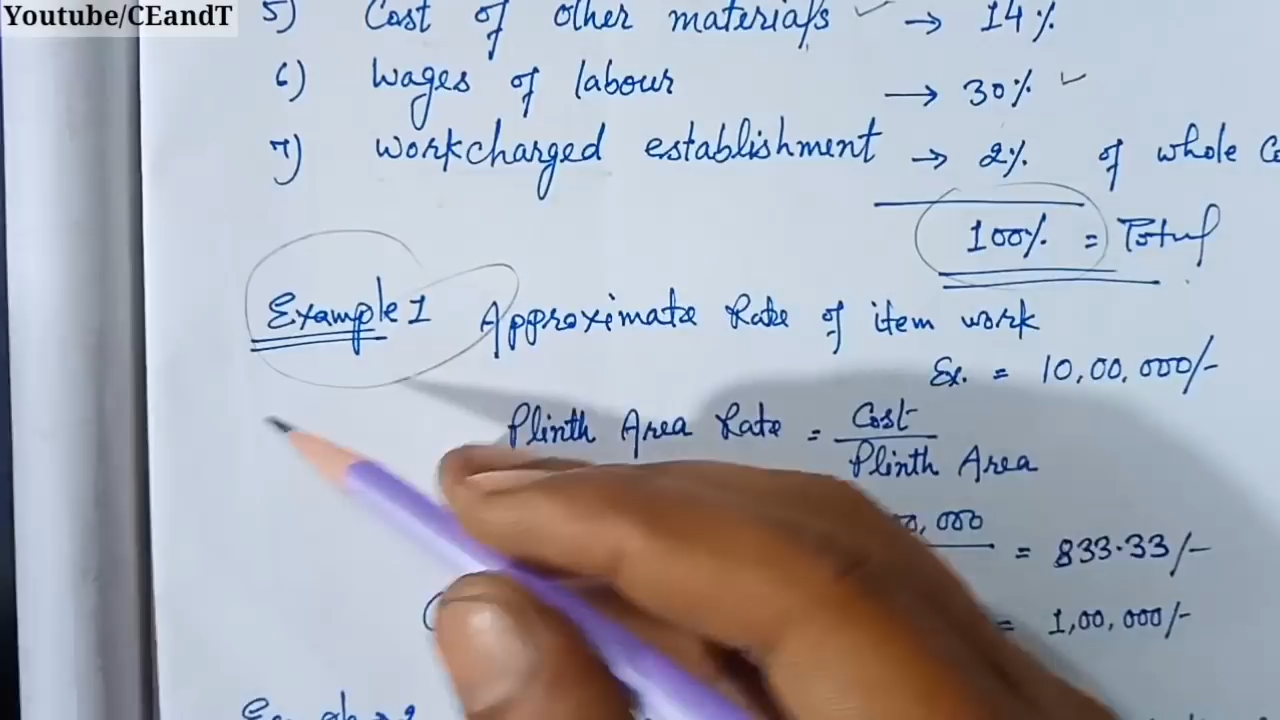 Youtube/CEandT
5) Cost of other materials → 14%
6) Wages of labour → 30%
7) workcharged establishment → 2% of whole
100% = Total
Example 1 Approximate Rate of item work
Ex. = 10,00,000/-
Plinth Area Rate = Cost
Plinth Area
0,000
= 833.33/-
= 1,00,000/-